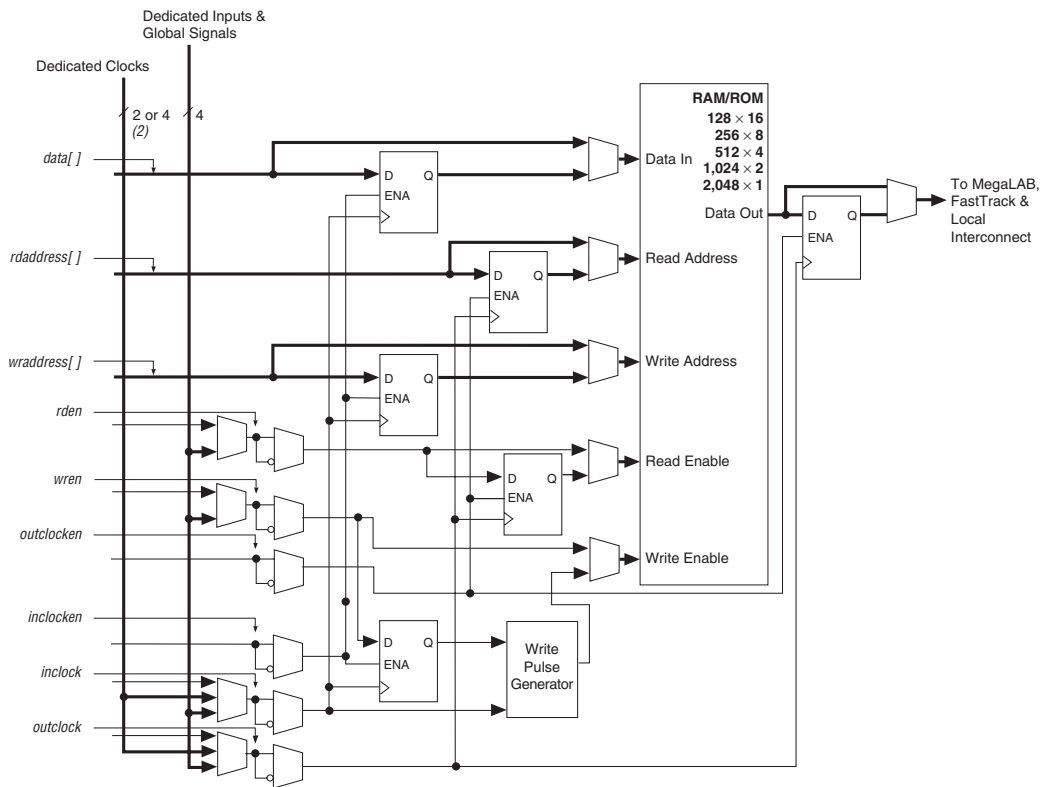 Dedicated Inputs &
Global Signals
Dedicated Clocks
2 or 4
(2)
4
RAM/ROM
128 × 16
256 × 8
512 × 4
1,024 × 2
2,048 × 1
data[ ]
D
Q
ENA
Data In
Data Out
D
Q
ENA
To MegaLAB,
FastTrack &
Local
Interconnect
rdaddress[ ]
D
Q
ENA
Read Address
wraddress[ ]
D
Q
ENA
Write Address
rden
D
Q
ENA
Read Enable
wren
outclocken
Write Enable
inclocken
D
Q
ENA
Write
Pulse
Generator
inclock
outclock